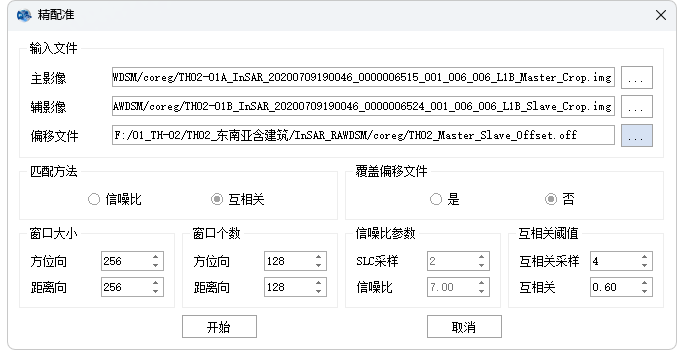 精配准
输入文件
主影像 WDSM/coreg/TH02-01A_InSAR_20200709190046_0000006515_001_006_006_L1B_Master_Crop.img ...
辅影像 AWDSM/coreg/TH02-01B_InSAR_20200709190046_0000006524_001_006_006_L1B_Slave_Crop.img ...
偏移文件 F:/01_TH-02/TH02_东南亚含建筑/InSAR_RAWDSM/coreg/TH02_Master_Slave_Offset.off ...
匹配方法 覆盖偏移文件
信噪比 互相关 是 否
窗口大小 窗口个数 信噪比参数 互相关阈值
方位向 256 方位向 128 SLC采样 2 互相关采样 4
距离向 256 距离向 128 信噪比 7.00 互相关 0.60
开始 取消